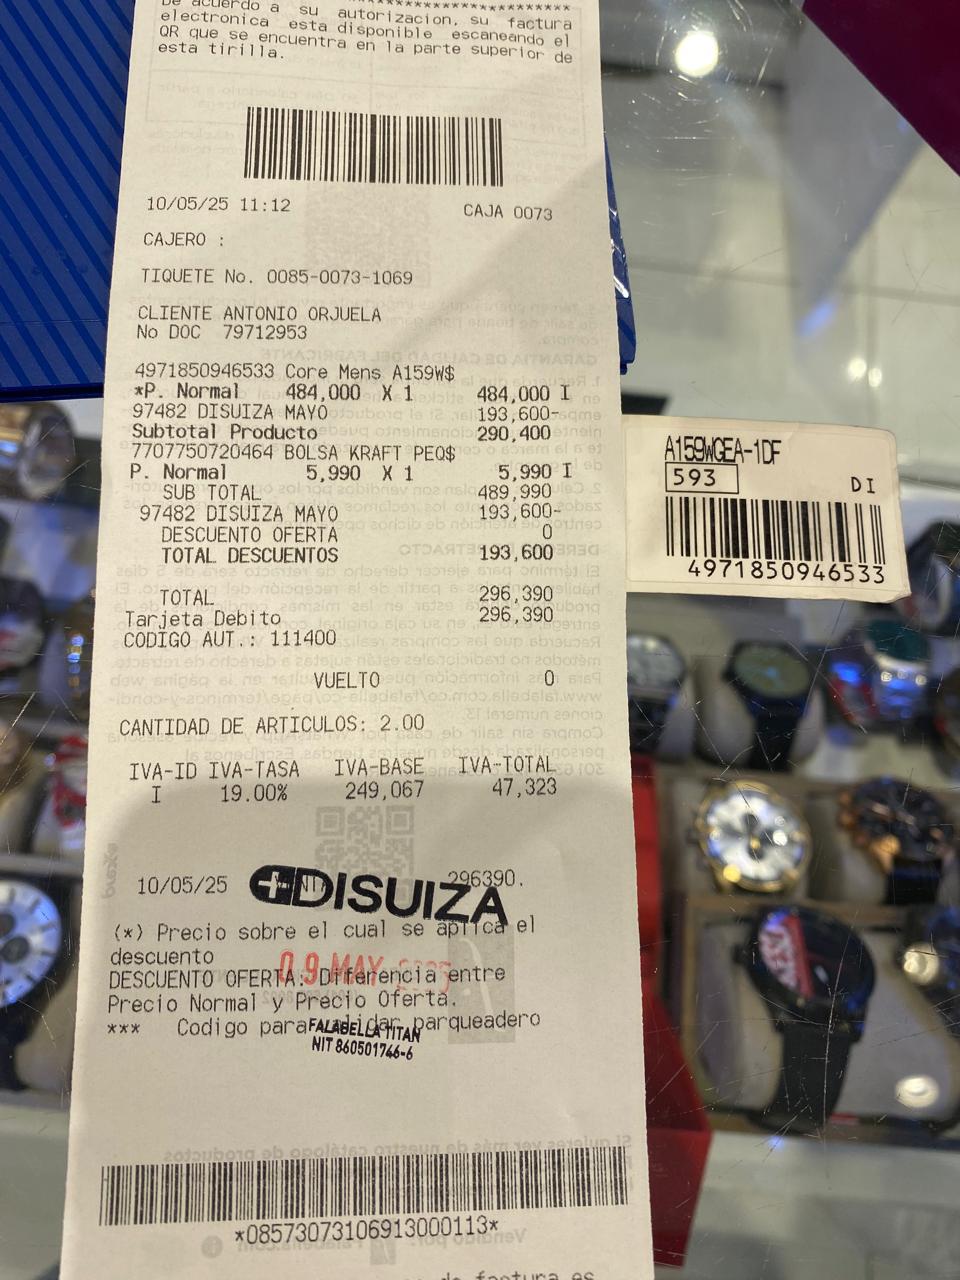 De acuerdo a su autorizacion, su factura
electronica esta disponible escaneando el
QR que se encuentra en la parte superior de
esta tirilla.
10/05/25 11:12 CAJA 0073
CAJERO :
TIQUETE No. 0085-0073-1069
CLIENTE ANTONIO ORJUELA
No DOC 79712953
4971850946533 Core Mens A159W$
*P. Normal 484,000 X 1 484,000 I
97482 DISUIZA MAYO 193,600-
Subtotal Producto 290,400
7707750720464 BOLSA KRAFT PEQ$
P. Normal 5,990 X 1 5,990 I
SUB TOTAL 489,990
97482 DISUIZA MAYO 193,600-
DESCUENTO OFERTA 0
TOTAL DESCUENTOS 193,600
TOTAL 296,390
Tarjeta Debito 296,390
CODIGO AUT.: 111400
VUELTO 0
CANTIDAD DE ARTICULOS: 2.00
IVA-ID IVA-TASA IVA-BASE IVA-TOTAL
I 19.00% 249,067 47,323
10/05/25 296390.
DISUIZA
(*) Precio sobre el cual se aplica el
descuento
09 MAY
DESCUENTO OFERTA: Diferencia entre
Precio Normal y Precio Oferta.
*** Codigo para validar parqueadero
FALABELLA TITAN
NIT 860501746-6
*08573073106913000113*
A159WGEA-1DF
593 DI
4971850946533